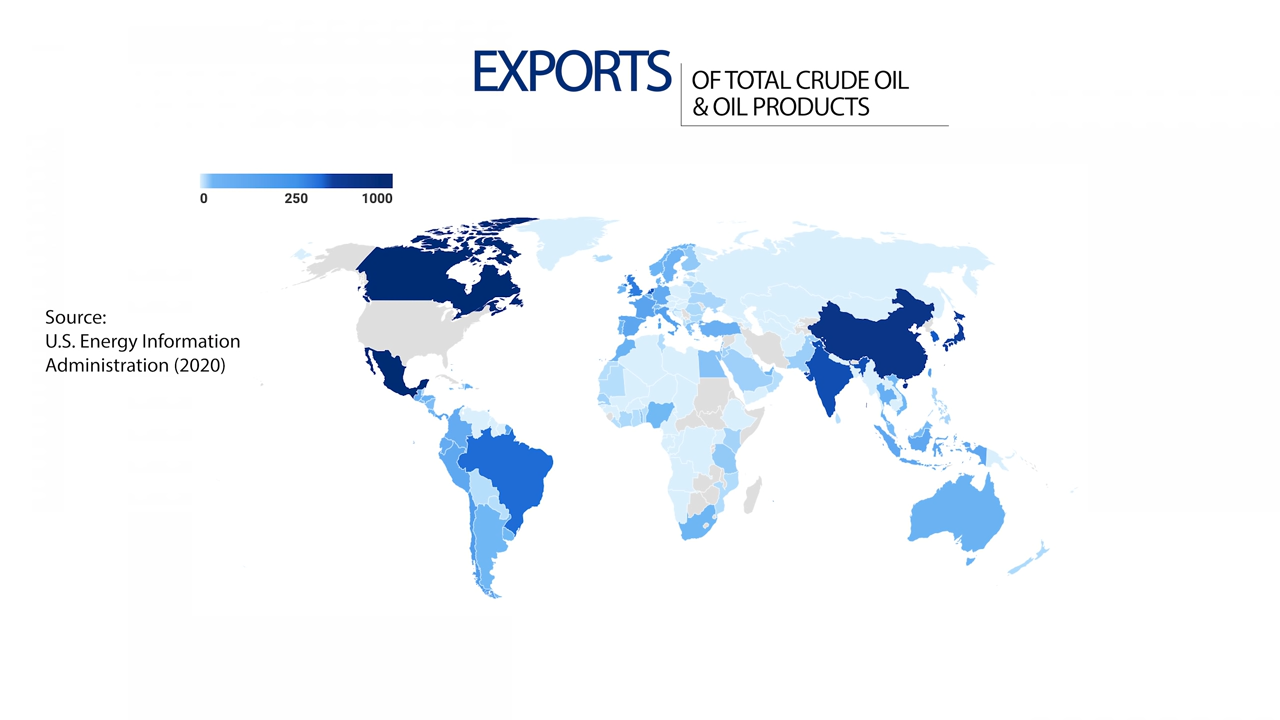 EXPORTS
OF TOTAL CRUDE OIL
& OIL PRODUCTS
0 250 1000
Source:
U.S. Energy Information
Administration (2020)